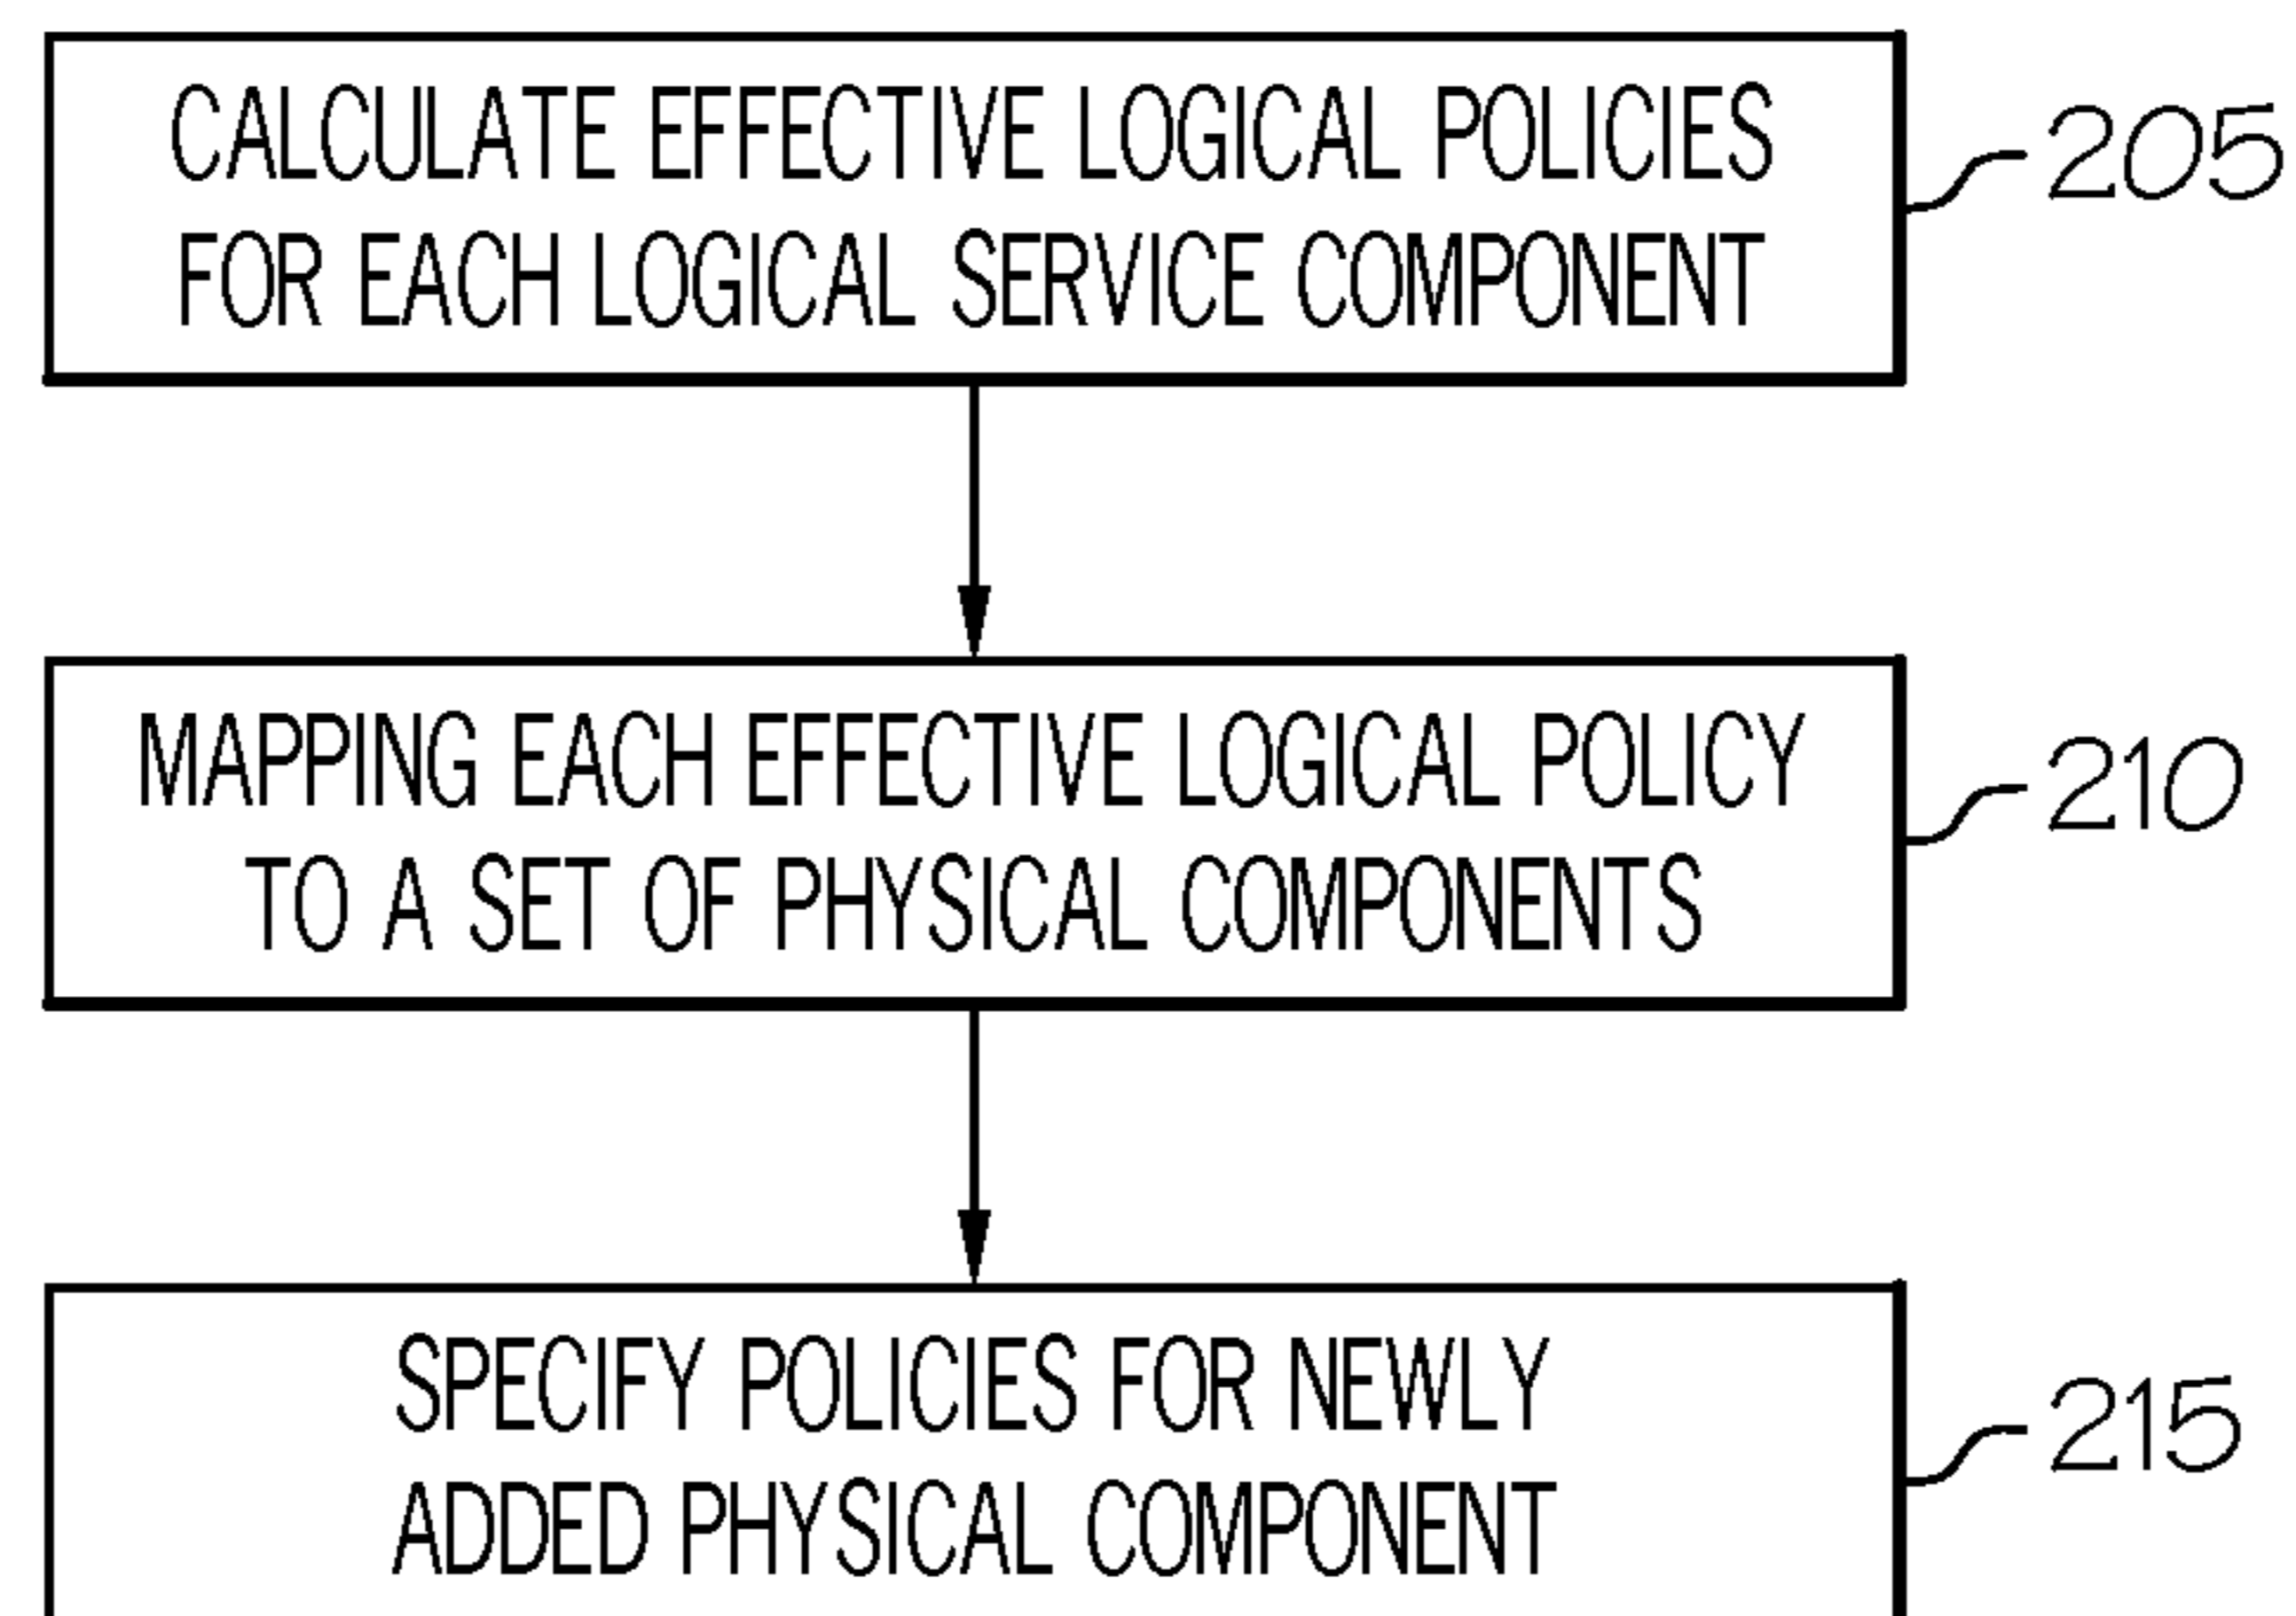 CALCULATE EFFECTIVE LOGICAL POLICIES
FOR EACH LOGICAL SERVICE COMPONENT
205
MAPPING EACH EFFECTIVE LOGICAL POLICY
TO A SET OF PHYSICAL COMPONENTS
210
SPECIFY POLICIES FOR NEWLY
ADDED PHYSICAL COMPONENT
215